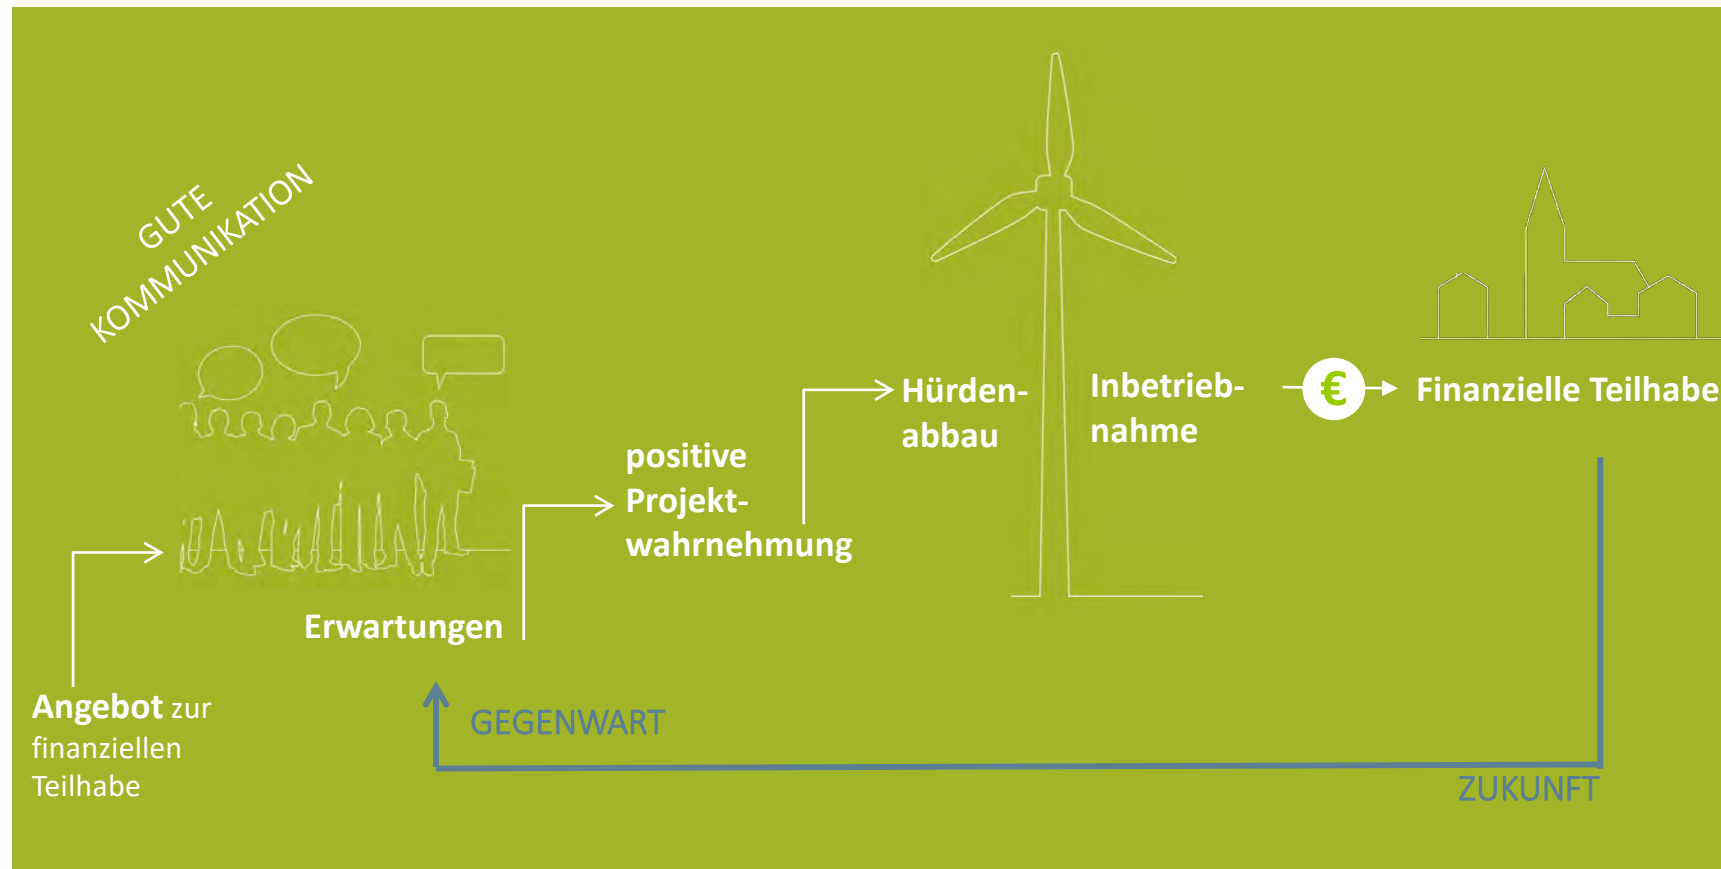 GUTE
KOMMUNIKATION
Angebot zur
finanziellen
Teilhabe
Erwartungen
positive
Projekt-
wahrnehmung
Hürden-
abbau
Inbetrieb-
nahme
€
Finanzielle Teilhabe
GEGENWART
ZUKUNFT